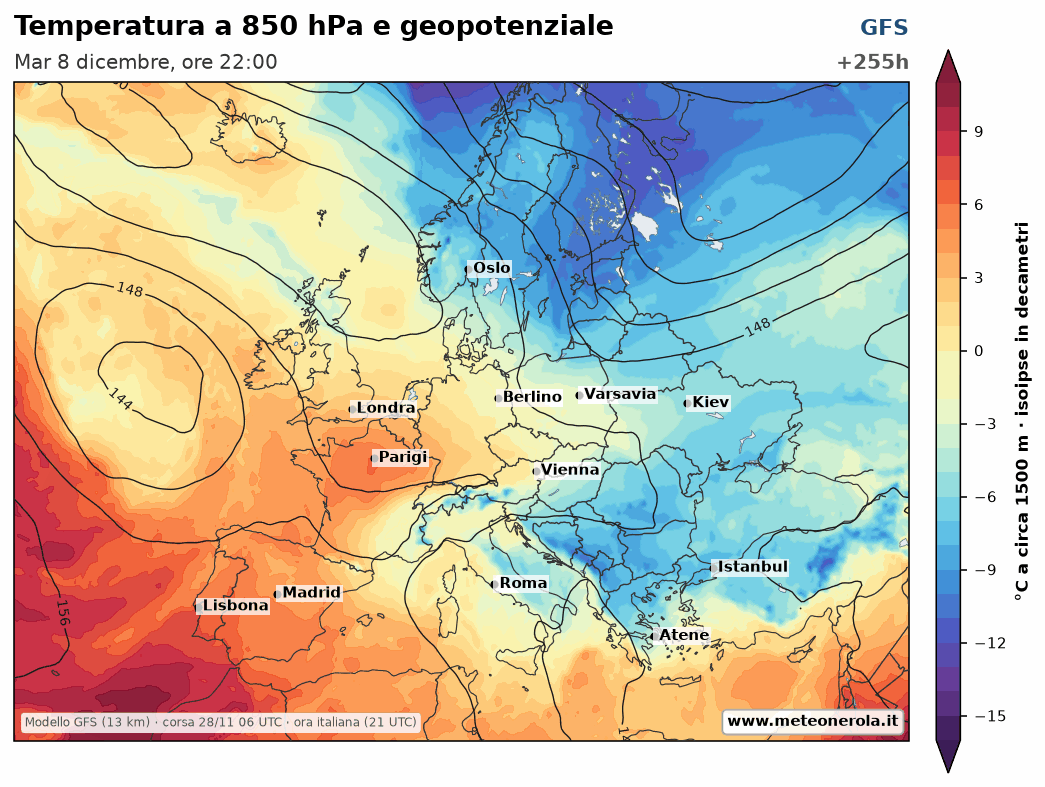 Temperatura a 850 hPa e geopotenziale
GFS
Mar 8 dicembre, ore 22:00
+255h
148
Oslo
148
144
Berlino
Varsavia
Kiev
Londra
Parigi
Vienna
Istanbul
Roma
Madrid
Lisbona
156
Atene
Modello GFS (13 km) · corsa 28/11 06 UTC · ora italiana (21 UTC)
www.meteonerola.it
9
6
3
0
−3
−6
−9
−12
−15
°C a circa 1500 m · isoipse in decametri